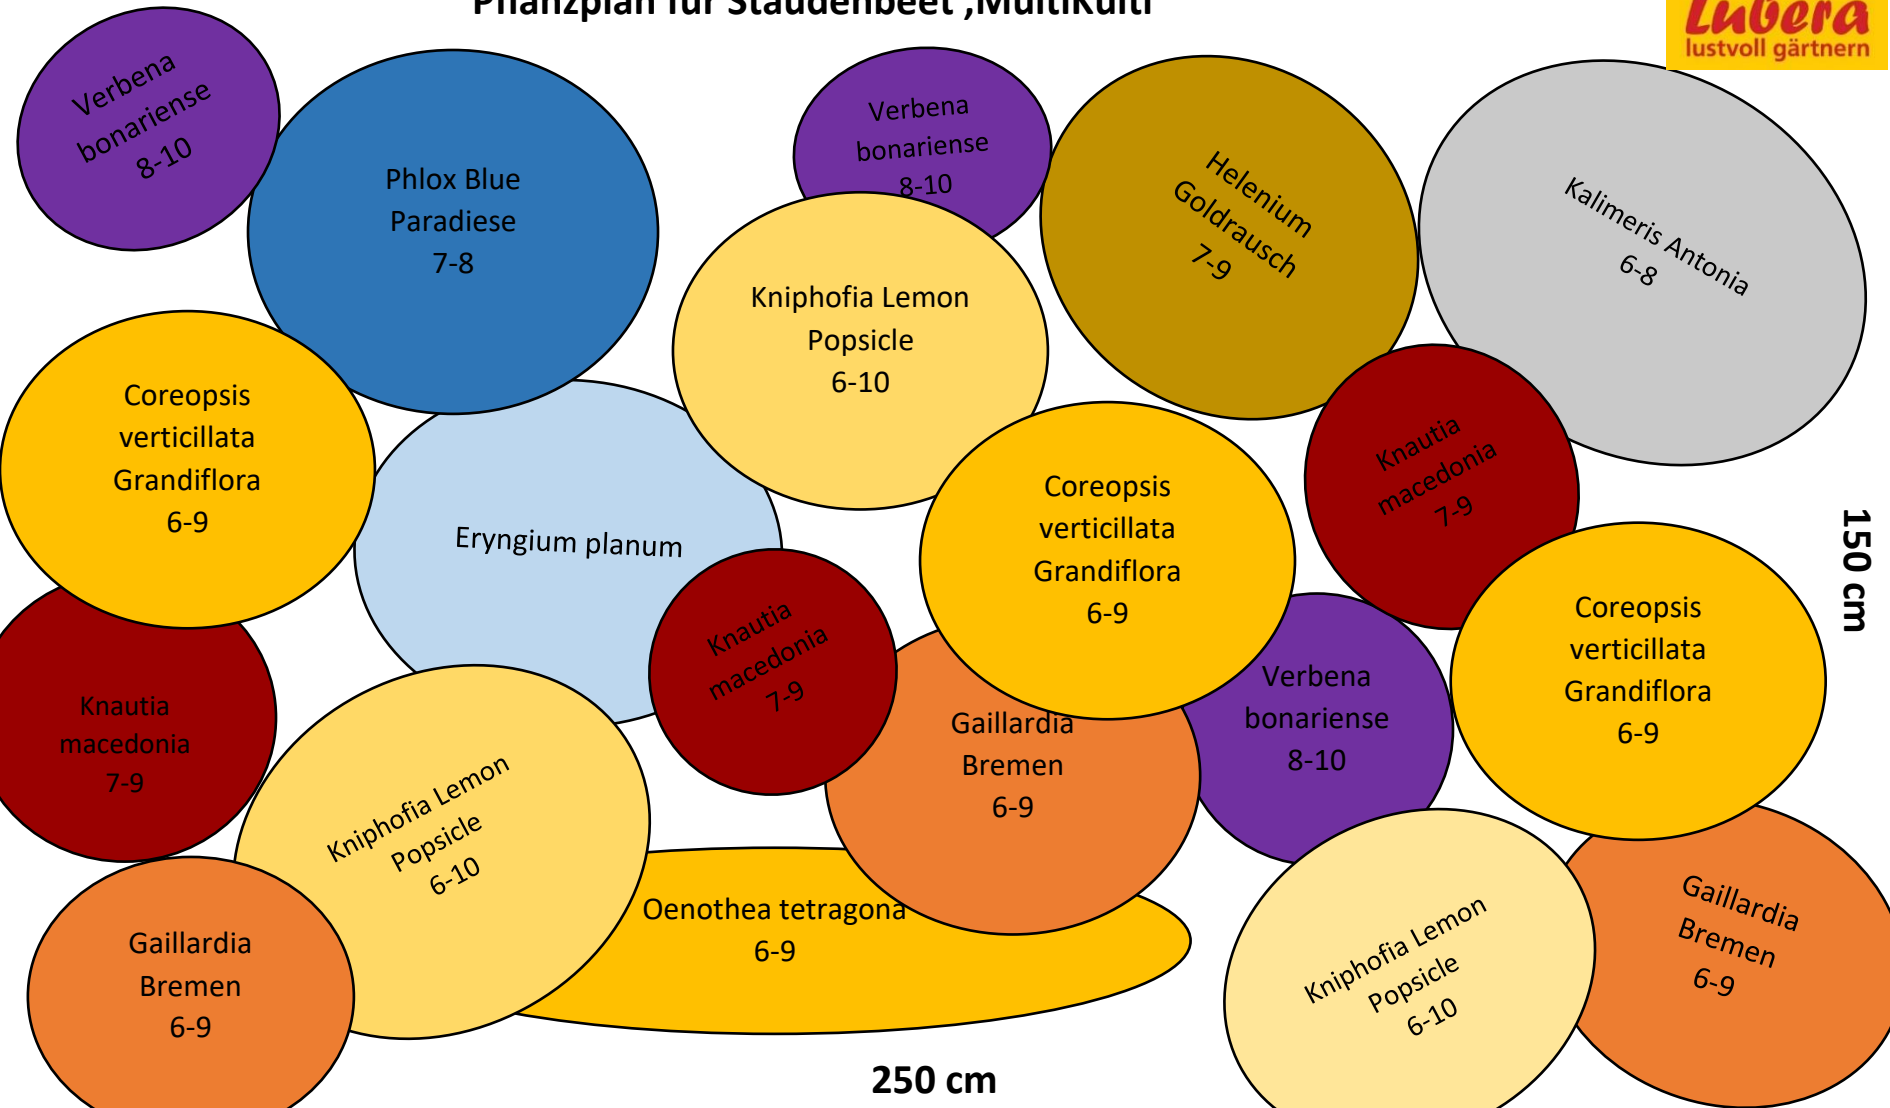 Pflanzplan für Staudenbeet ‚MultiKulti'
Lubera
lustvoll gärtnern
Verbena
bonariense
8-10
Phlox Blue
Paradiese
7-8
Verbena
bonariense
8-10
Helenium
Goldrausch
7-9
Kalimeris Antonia
6-8
Kniphofia Lemon
Popsicle
6-10
Coreopsis
verticillata
Grandiflora
6-9
Eryngium planum
Coreopsis
verticillata
Grandiflora
6-9
Knautia
macedonia
7-9
150 cm
Knautia
macedonia
7-9
Knautia
macedonia
7-9
Gaillardia
Bremen
6-9
Verbena
bonariense
8-10
Coreopsis
verticillata
Grandiflora
6-9
Kniphofia Lemon
Popsicle
6-10
Oenothea tetragona
6-9
Gaillardia
Bremen
6-9
Kniphofia Lemon
Popsicle
6-10
Gaillardia
Bremen
6-9
250 cm